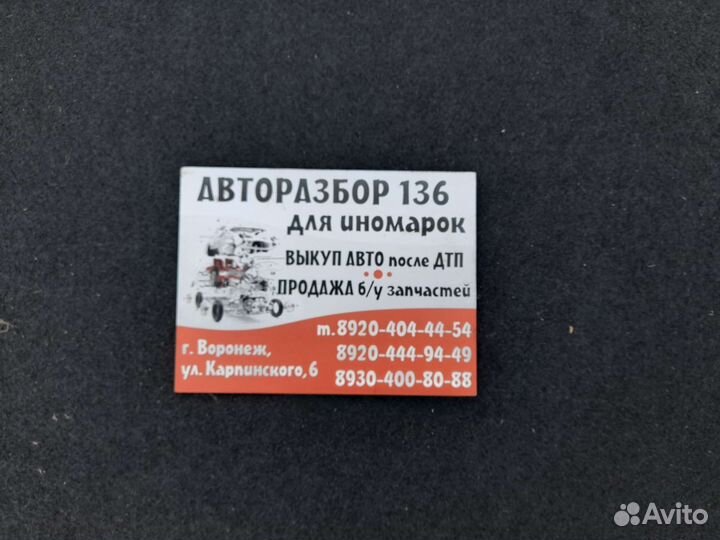 АВТОРАЗБОР 136
для иномарок
ВЫКУП АВТО после ДТП
ПРОДАЖА б/у запчастей
т.8920-404-44-54
г. Воронеж,
8920-444-94-49
ул. Карпинского,6
8930-400-80-88
Avito